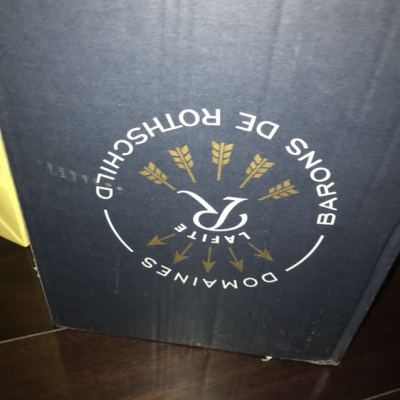 DOMAINES
BARONS DE ROTHSCHILD
R
LAFITE